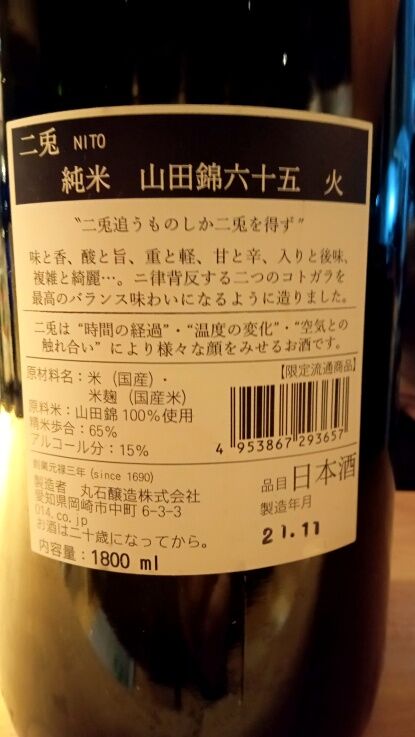 二兎 NITO
純米 山田錦六十五 火
"二兎追うものしか二兎を得ず"
味と香、酸と旨、重と軽、甘と辛、入りと後味、
複雑と綺麗…。二律背反する二つのコトガラを
最高のバランス味わいになるように造りました。
二兎は "時間の経過"・"温度の変化"・"空気との
触れ合い" により様々な顔をみせるお酒です。
原材料名：米（国産）・
米麹（国産米）
原料米：山田錦100％使用
精米歩合：65％
アルコール分：15％
【限定流通商品】
4 953867 293657
創業元禄三年 (since 1690)
製造者 丸石醸造株式会社
愛知県岡崎市中町 6-3-3
014.co.jp
お酒は二十歳になってから。
内容量：1800 ml
品目 日本酒
製造年月
21.11